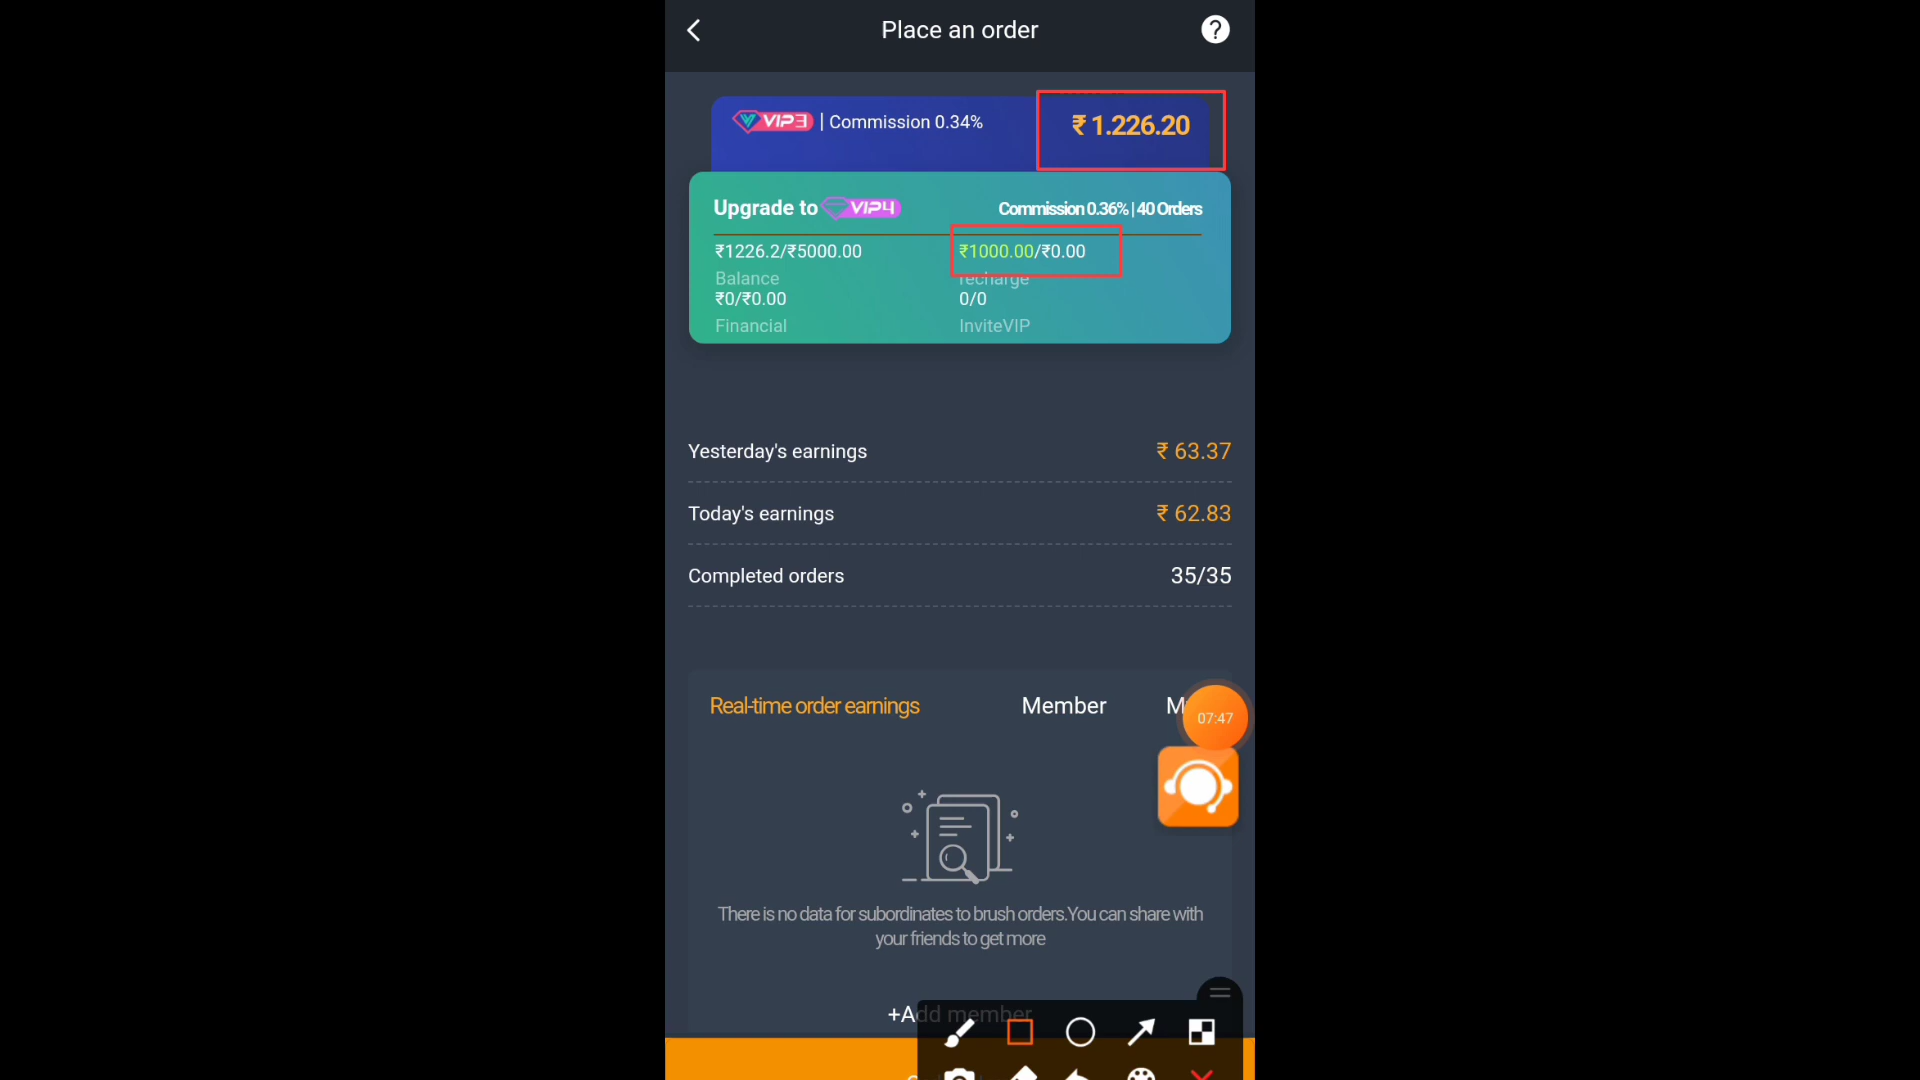 Place an order
?
VIP3 | Commission 0.34%
₹ 1.226.20
Upgrade to VIP4
Commission 0.36% | 40 Orders
₹1226.2/₹5000.00
₹1000.00/₹0.00
Balance
recharge
₹0/₹0.00
0/0
Financial
InviteVIP
Yesterday's earnings
₹ 63.37
Today's earnings
₹ 62.83
Completed orders
35/35
Real-time order earnings
Member
07:47
There is no data for subordinates to brush orders.You can share with
your friends to get more
+Add member